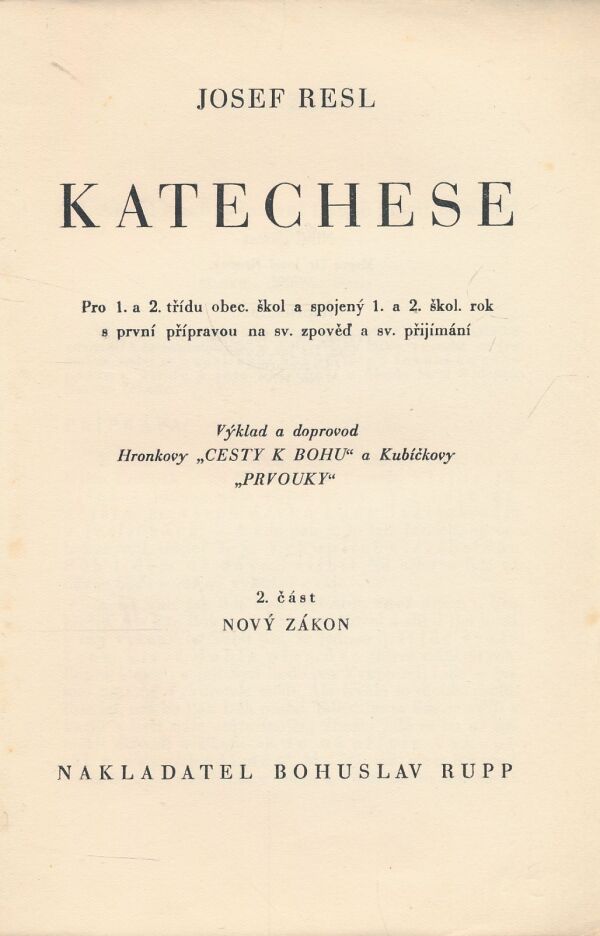 JOSEF RESL
KATECHESE
Pro 1. a 2. třídu obec. škol a spojený 1. a 2. škol. rok
s první přípravou na sv. zpověď a sv. přijímání
Výklad a doprovod
Hronkovy „CESTY K BOHU“ a Kubíčkovy
„PRVOUKY“
2. část
NOVÝ ZÁKON
NAKLADATEL BOHUSLAV RUPP